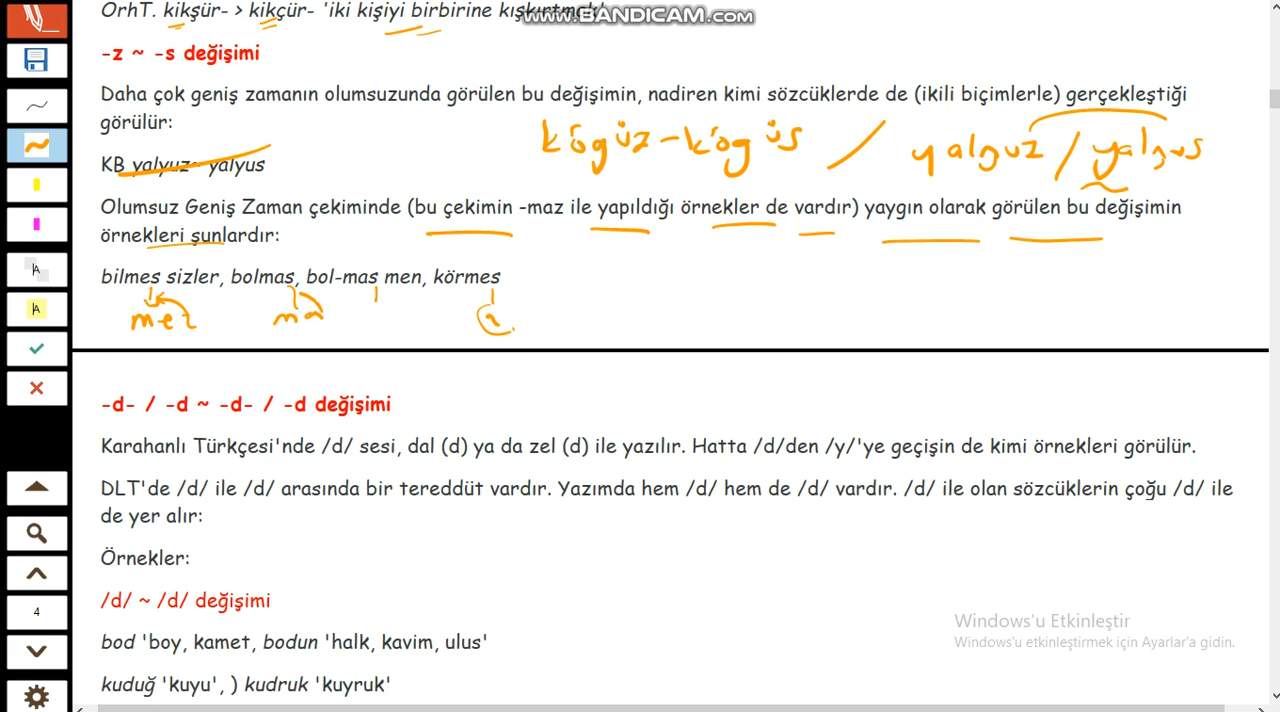 OrhT. kikşür- > kikçür- 'iki kişiyi birbirine kışkırtmak'
www.BANDICAM.com
-z ~ -s değişimi
Daha çok geniş zamanın olumsuzunda görülen bu değişimin, nadiren kimi sözcüklerde de (ikili biçimlerle) gerçekleştiği
görülür:
kögüz - kögüs / yalguz / yalgus
KB yalyuz~ yalyus
Olumsuz Geniş Zaman çekiminde (bu çekimin -maz ile yapıldığı örnekler de vardır) yaygın olarak görülen bu değişimin
örnekleri şunlardır:
bilmes sizler, bolmas, bol-mas men, körmes
mez
-d- / -d ~ -d- / -d değişimi
Karahanlı Türkçesi'nde /d/ sesi, dal (d) ya da zel (d) ile yazılır. Hatta /d/den /y/'ye geçişin de kimi örnekleri görülür.
DLT'de /d/ ile /d/ arasında bir tereddüt vardır. Yazımda hem /d/ hem de /d/ vardır. /d/ ile olan sözcüklerin çoğu /d/ ile
de yer alır:
Örnekler:
/d/ ~ /d/ değişimi
4
Windows'u Etkinleştir
Windows'u etkinleştirmek için Ayarlar'a gidin.
bod 'boy, kamet, bodun 'halk, kavim, ulus'
kuduğ 'kuyu', ) kudruk 'kuyruk'